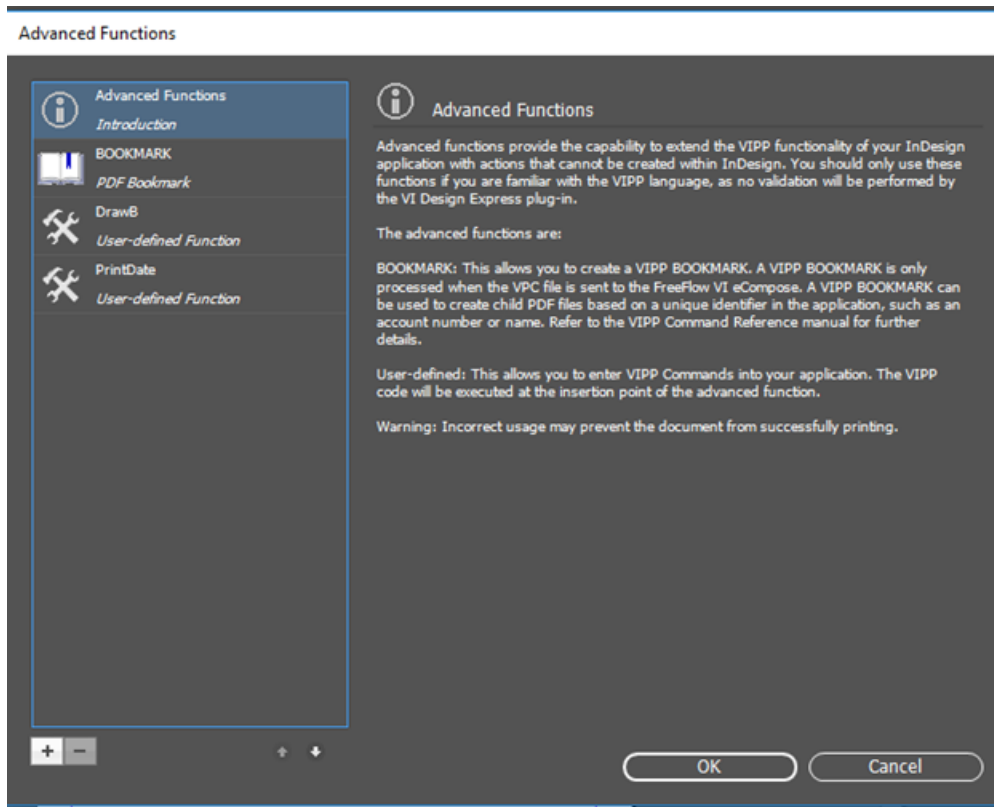 Advanced Functions
Advanced Functions
Introduction
BOOKMARK
PDF Bookmark
DrawB
User-defined Function
PrintDate
User-defined Function
Advanced Functions
Advanced functions provide the capability to extend the VIPP functionality of your InDesign
application with actions that cannot be created within InDesign. You should only use these
functions if you are familiar with the VIPP language, as no validation will be performed by
the VI Design Express plug-in.
The advanced functions are:
BOOKMARK: This allows you to create a VIPP BOOKMARK. A VIPP BOOKMARK is only
processed when the VPC file is sent to the FreeFlow VI eCompose. A VIPP BOOKMARK can
be used to create child PDF files based on a unique identifier in the application, such as an
account number or name. Refer to the VIPP Command Reference manual for further
details.
User-defined: This allows you to enter VIPP Commands into your application. The VIPP
code will be executed at the insertion point of the advanced function.
Warning: Incorrect usage may prevent the document from successfully printing.
OK
Cancel